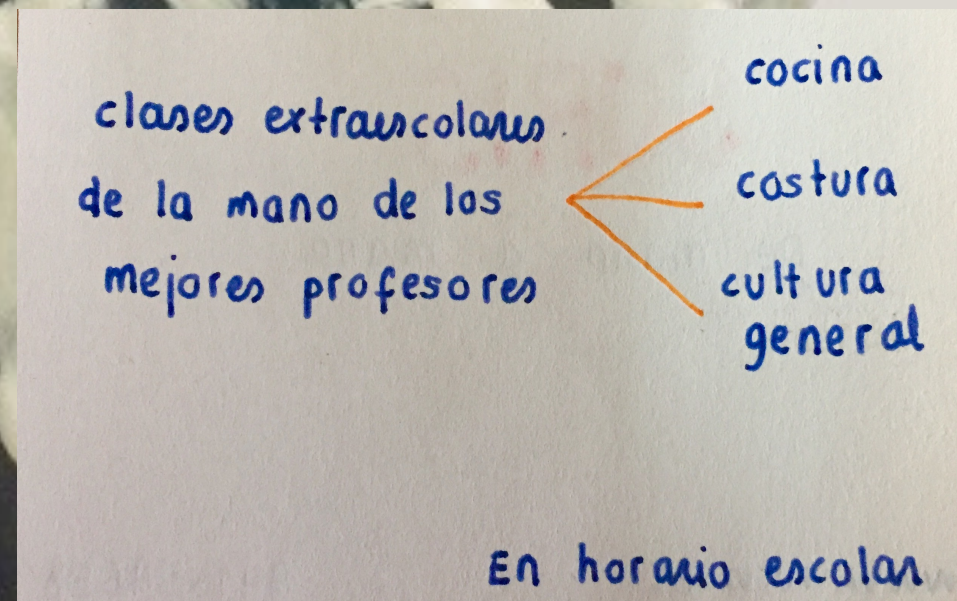 clases extraescolares
de la mano de los
mejores profesores
cocina
costura
cultura
general
En horario escolar